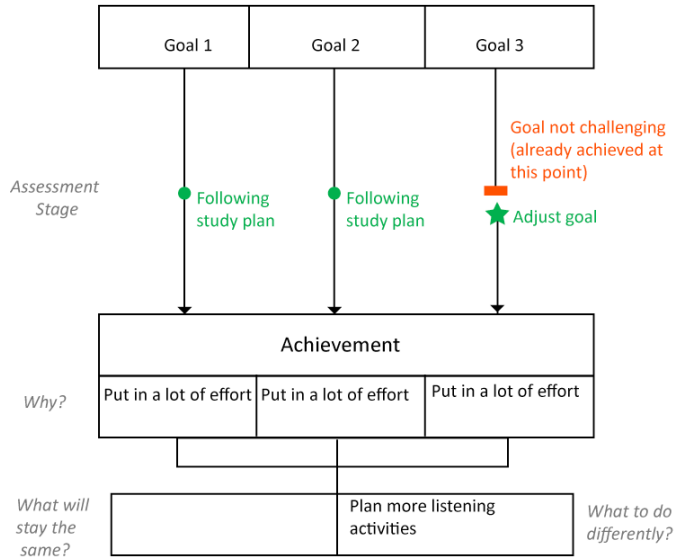 Goal 1
Goal 2
Goal 3
Goal not challenging
(already achieved at
this point)
Assessment
Stage
Following
study plan
Following
study plan
Adjust goal
Achievement
Why?
Put in a lot of effort
Put in a lot of effort
Put in a lot of effort
What will
stay the
same?
Plan more listening
activities
What to do
differently?